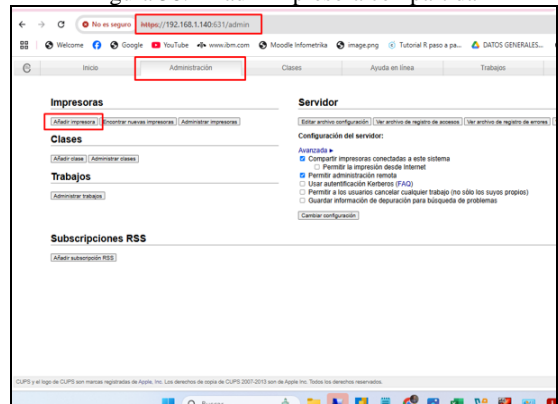 No es seguro https://192.168.1.140:631/admin
Welcome Google YouTube www.ibm.com Moodle Infometrika image.png Tutorial R paso a pa... DATOS GENERALES...
Inicio Administración Clases Ayuda en línea Trabajos
Impresoras
Añadir impresora Encontrar nuevas impresoras Administrar impresoras
Clases
Añadir clase Administrar clases
Trabajos
Administrar trabajos
Subscripciones RSS
Añadir subscripción RSS
Servidor
Editar archivo configuración Ver archivo de registro de accesos Ver archivo de registro de errores
Configuración del servidor:
Avanzada ▸
Compartir impresoras conectadas a este sistema
Permitir la impresión desde Internet
Permitir administración remota
Usar autentificación Kerberos (FAQ)
Permitir a los usuarios cancelar cualquier trabajo (no sólo los suyos propios)
Guardar información de depuración para búsqueda de problemas
Cambiar configuración
CUPS y el logo de CUPS son marcas registradas de Apple, Inc. Los derechos de copia de CUPS 2007-2013 son de Apple Inc. Todos los derechos reservados.